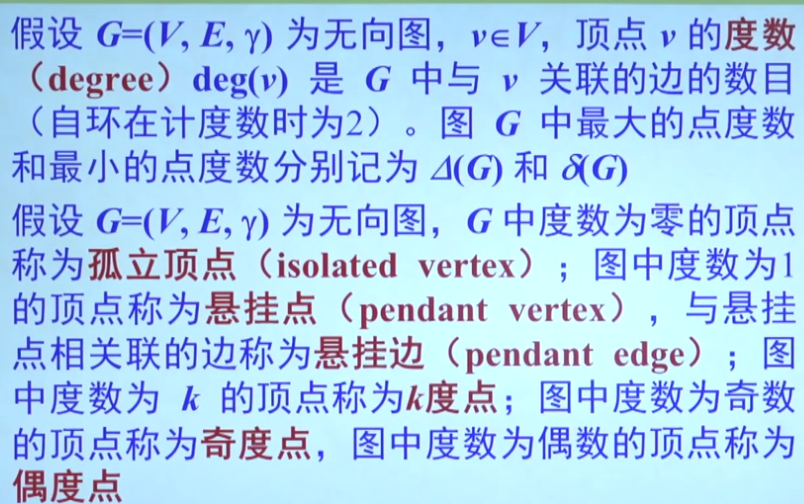 假设 G=(V, E, γ) 为无向图，v∈V，顶点 v 的度数
（degree）deg(v) 是 G 中与 v 关联的边的数目
（自环在计度数时为2）。图 G 中最大的点度数
和最小的点度数分别记为 Δ(G) 和 δ(G)
假设 G=(V, E, γ) 为无向图，G 中度数为零的顶点
称为孤立顶点（isolated vertex）；图中度数为1
的顶点称为悬挂点（pendant vertex），与悬挂
点相关联的边称为悬挂边（pendant edge）；图
中度数为 k 的顶点称为k度点；图中度数为奇数
的顶点称为奇度点，图中度数为偶数的顶点称为
偶度点